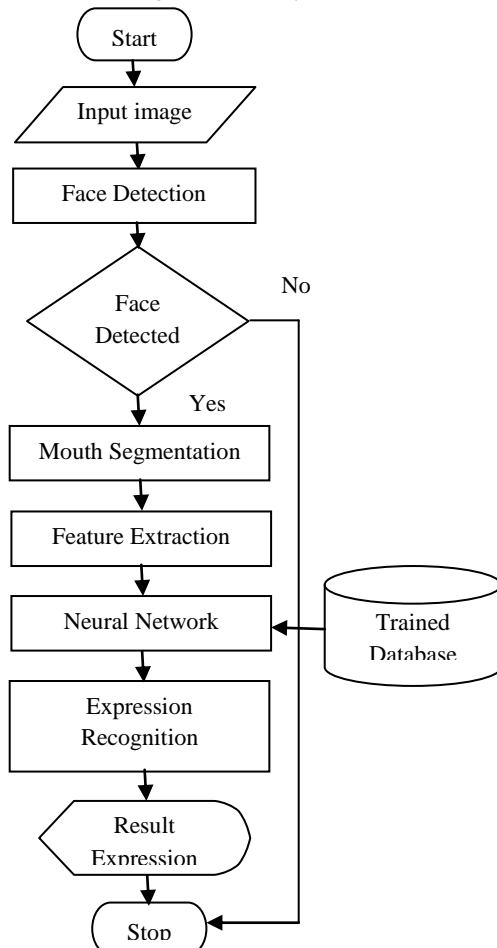 Start
Input image
Face Detection
Face
Detected
No
Yes
Mouth Segmentation
Feature Extraction
Neural Network
Trained
Database
Expression
Recognition
Result
Expression
Stop